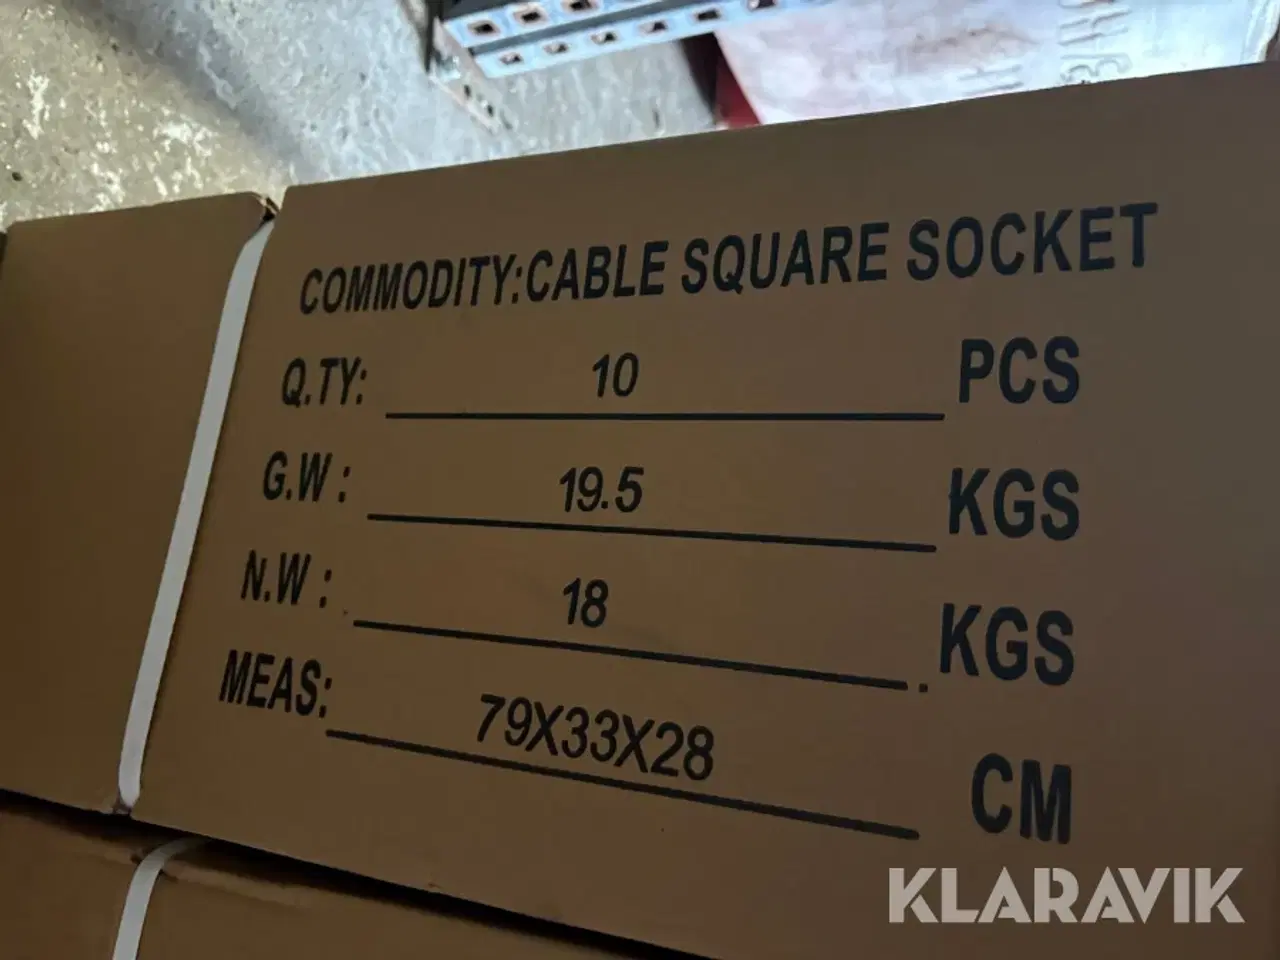 COMMODITY:CABLE SQUARE SOCKET
Q.TY: 10 PCS
G.W: 19.5 KGS
N.W: 18 KGS
MEAS: 79X33X28 CM
KLARAVIK